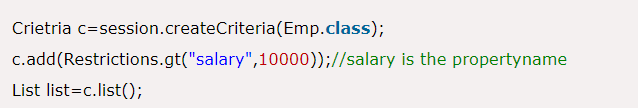 Crietria c=session.createCriteria(Emp.class);
c.add(Restrictions.gt("salary",10000));//salary is the propertyname
List list=c.list();